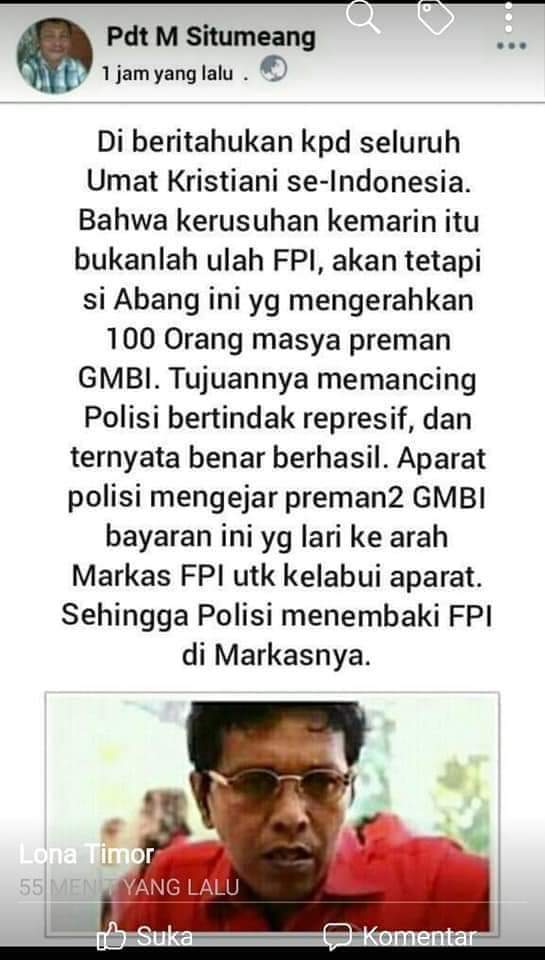 Pdt M Situmeang
1 jam yang lalu .
Di beritahukan kpd seluruh
Umat Kristiani se-Indonesia.
Bahwa kerusuhan kemarin itu
bukanlah ulah FPI, akan tetapi
si Abang ini yg mengerahkan
100 Orang masya preman
GMBI. Tujuannya memancing
Polisi bertindak represif, dan
ternyata benar berhasil. Aparat
polisi mengejar preman2 GMBI
bayaran ini yg lari ke arah
Markas FPI utk kelabui aparat.
Sehingga Polisi menembaki FPI
di Markasnya.
Lona Timor
55 MENIT YANG LALU
Suka
Komentar